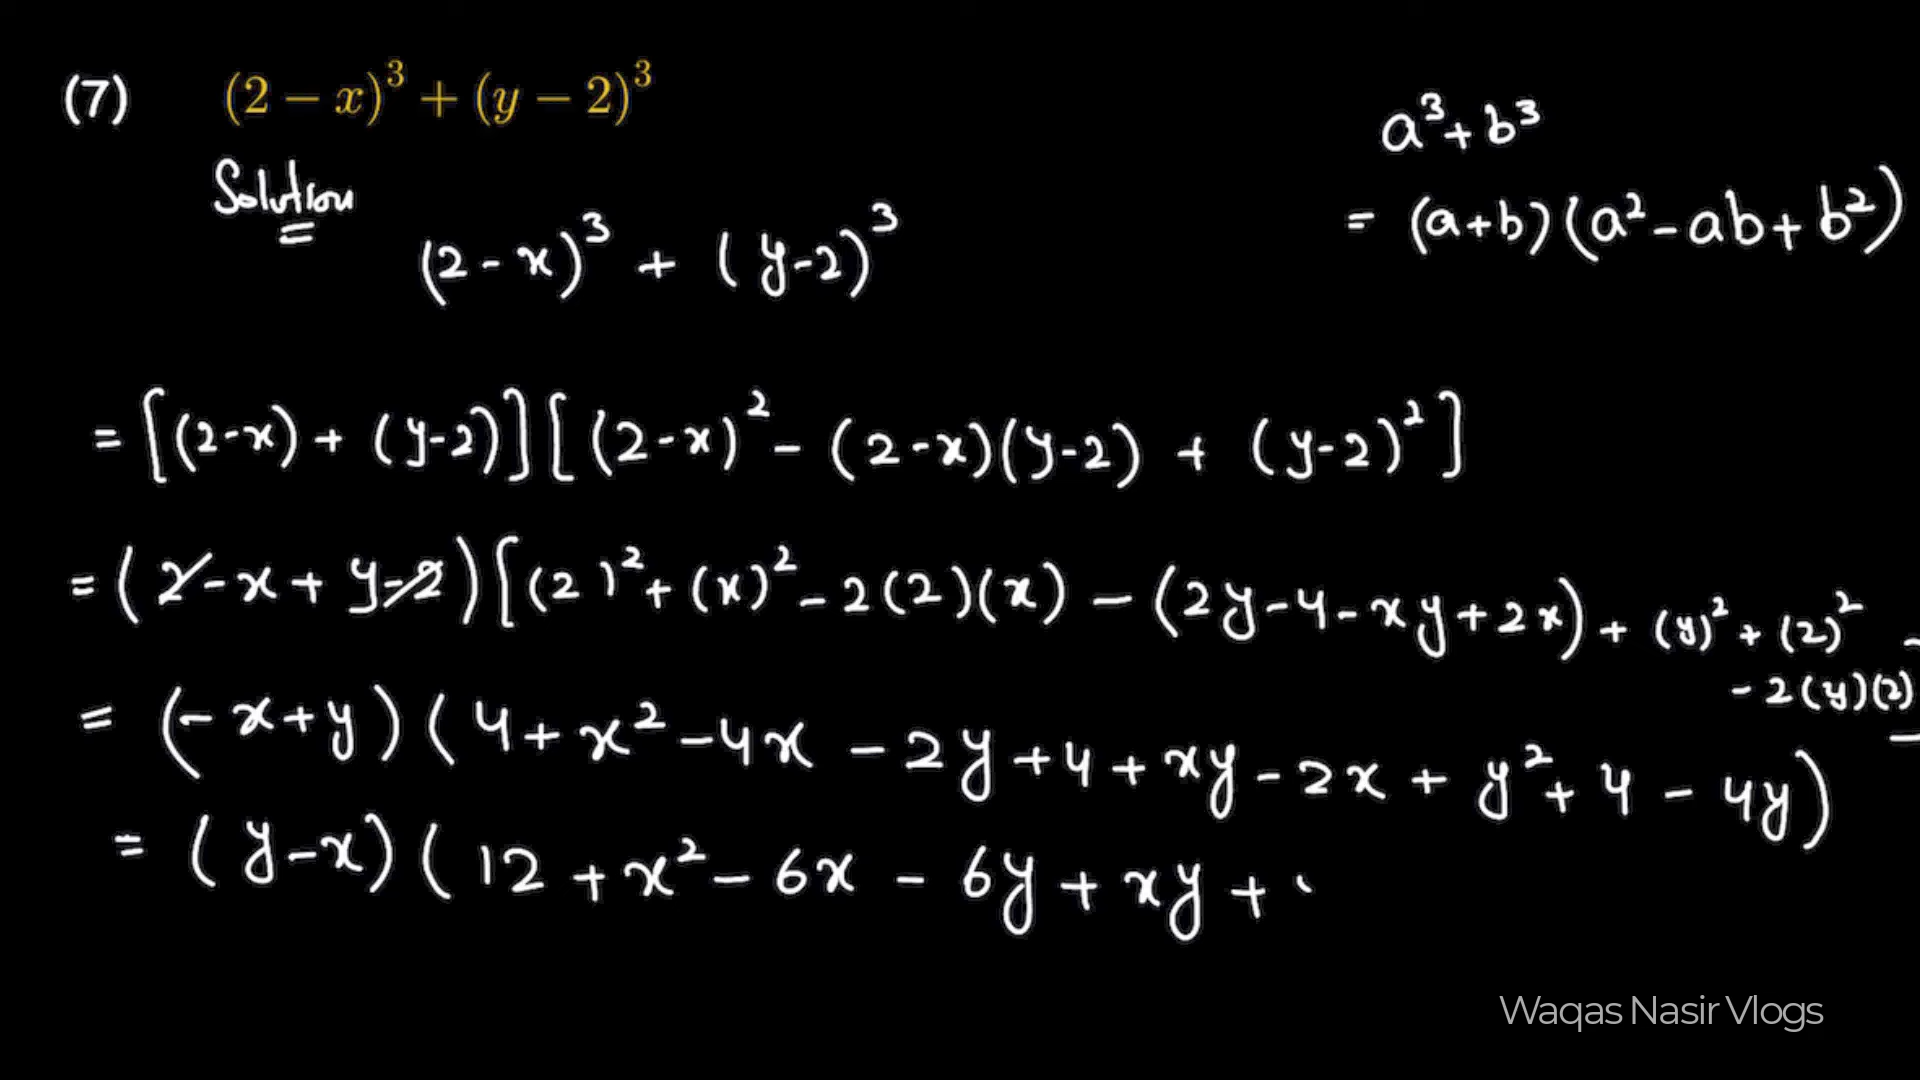 (7) (2 − x)³ + (y − 2)³
a³ + b³
= (a+b)(a² − ab + b²)
Solution
(2 − x)³ + (y−2)³
= [(2−x) + (y−2)][(2−x)² − (2−x)(y−2) + (y−2)²]
= (2 − x + y − 2)[(2)² + (x)² − 2(2)(x) − (2y − 4 − xy + 2x) + (y)² + (2)²
− 2(y)(2)
= (− x + y)(4 + x² − 4x − 2y + 4 + xy − 2x + y² + 4 − 4y)
= (y − x)(12 + x² − 6x − 6y + xy +
Waqas Nasir Vlogs